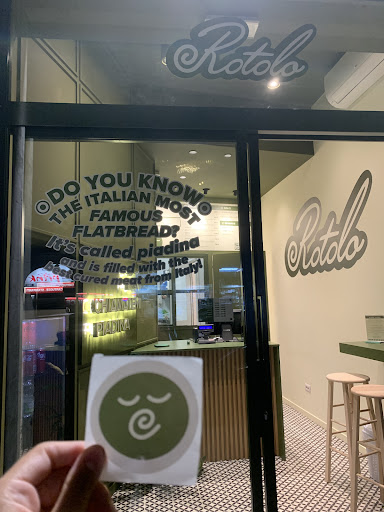 Rotolo
DO YOU KNOW
THE ITALIAN MOST
FAMOUS
FLATBREAD?
It's called piadina
and is filled with the
cured meat from Italy!
Rotolo
PIADINA